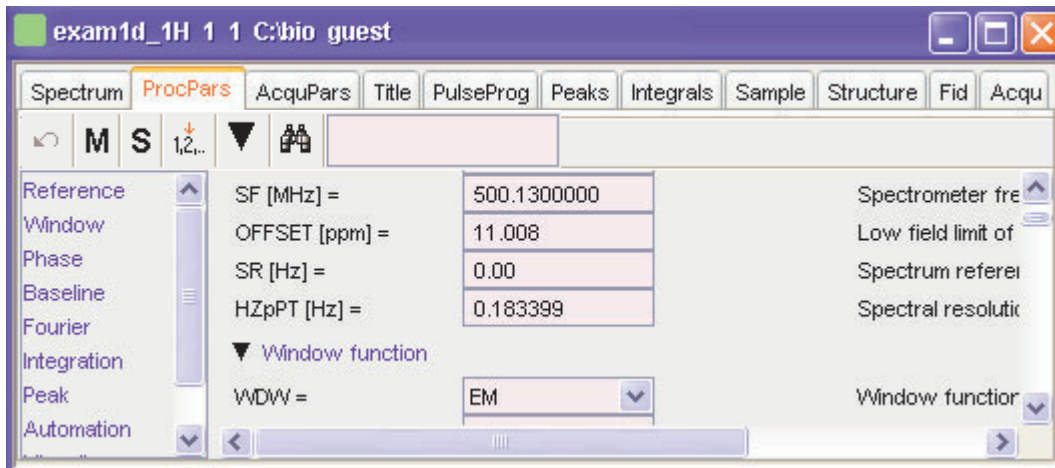 exam1d_1H 1 1 C:\bio guest
Spectrum ProcPars AcquPars Title PulseProg Peaks Integrals Sample Structure Fid Acqu
M S 1,2,..
Reference
Window
Phase
Baseline
Fourier
Integration
Peak
Automation
SF [MHz] = 500.1300000 Spectrometer fre
OFFSET [ppm] = 11.008 Low field limit of
SR [Hz] = 0.00 Spectrum referer
HZpPT [Hz] = 0.183399 Spectral resolutic
▼ Window function
WDW = EM Window function